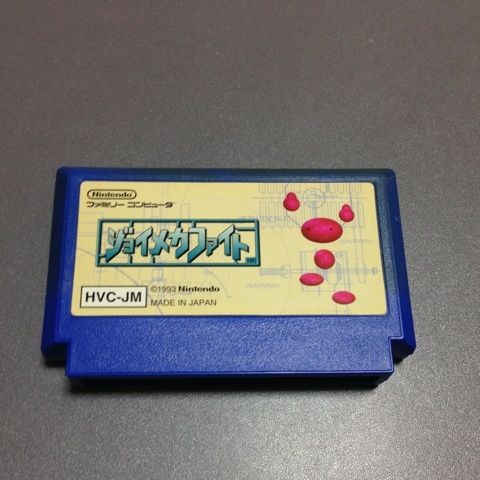 Nintendo
ファミリー コンピュータ
ジョイメカファイト
TM
HVC-JM
©1993 Nintendo
MADE IN JAPAN